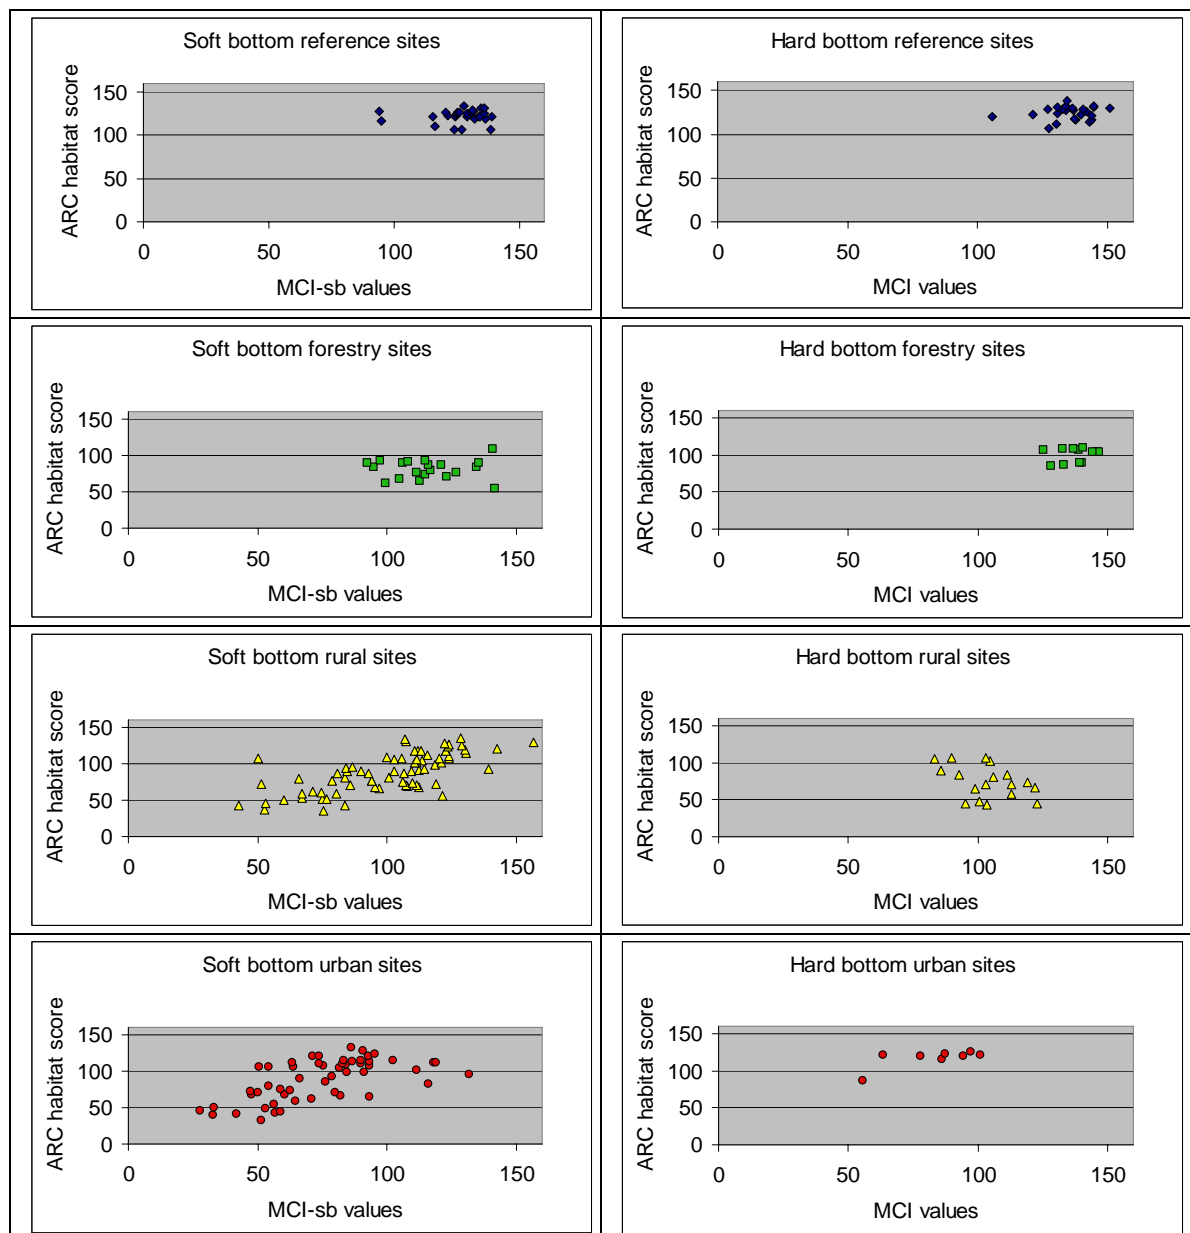 Soft bottom reference sites
ARC habitat score
150
100
50
0
0 50 100 150
MCI-sb values
Hard bottom reference sites
ARC habitat score
150
100
50
0
0 50 100 150
MCI values
Soft bottom forestry sites
ARC habitat score
150
100
50
0
0 50 100 150
MCI-sb values
Hard bottom forestry sites
ARC habitat score
150
100
50
0
0 50 100 150
MCI values
Soft bottom rural sites
ARC habitat score
150
100
50
0
0 50 100 150
MCI-sb values
Hard bottom rural sites
ARC habitat score
150
100
50
0
0 50 100 150
MCI values
Soft bottom urban sites
ARC habitat score
150
100
50
0
0 50 100 150
MCI-sb values
Hard bottom urban sites
ARC habitat score
150
100
50
0
0 50 100 150
MCI values